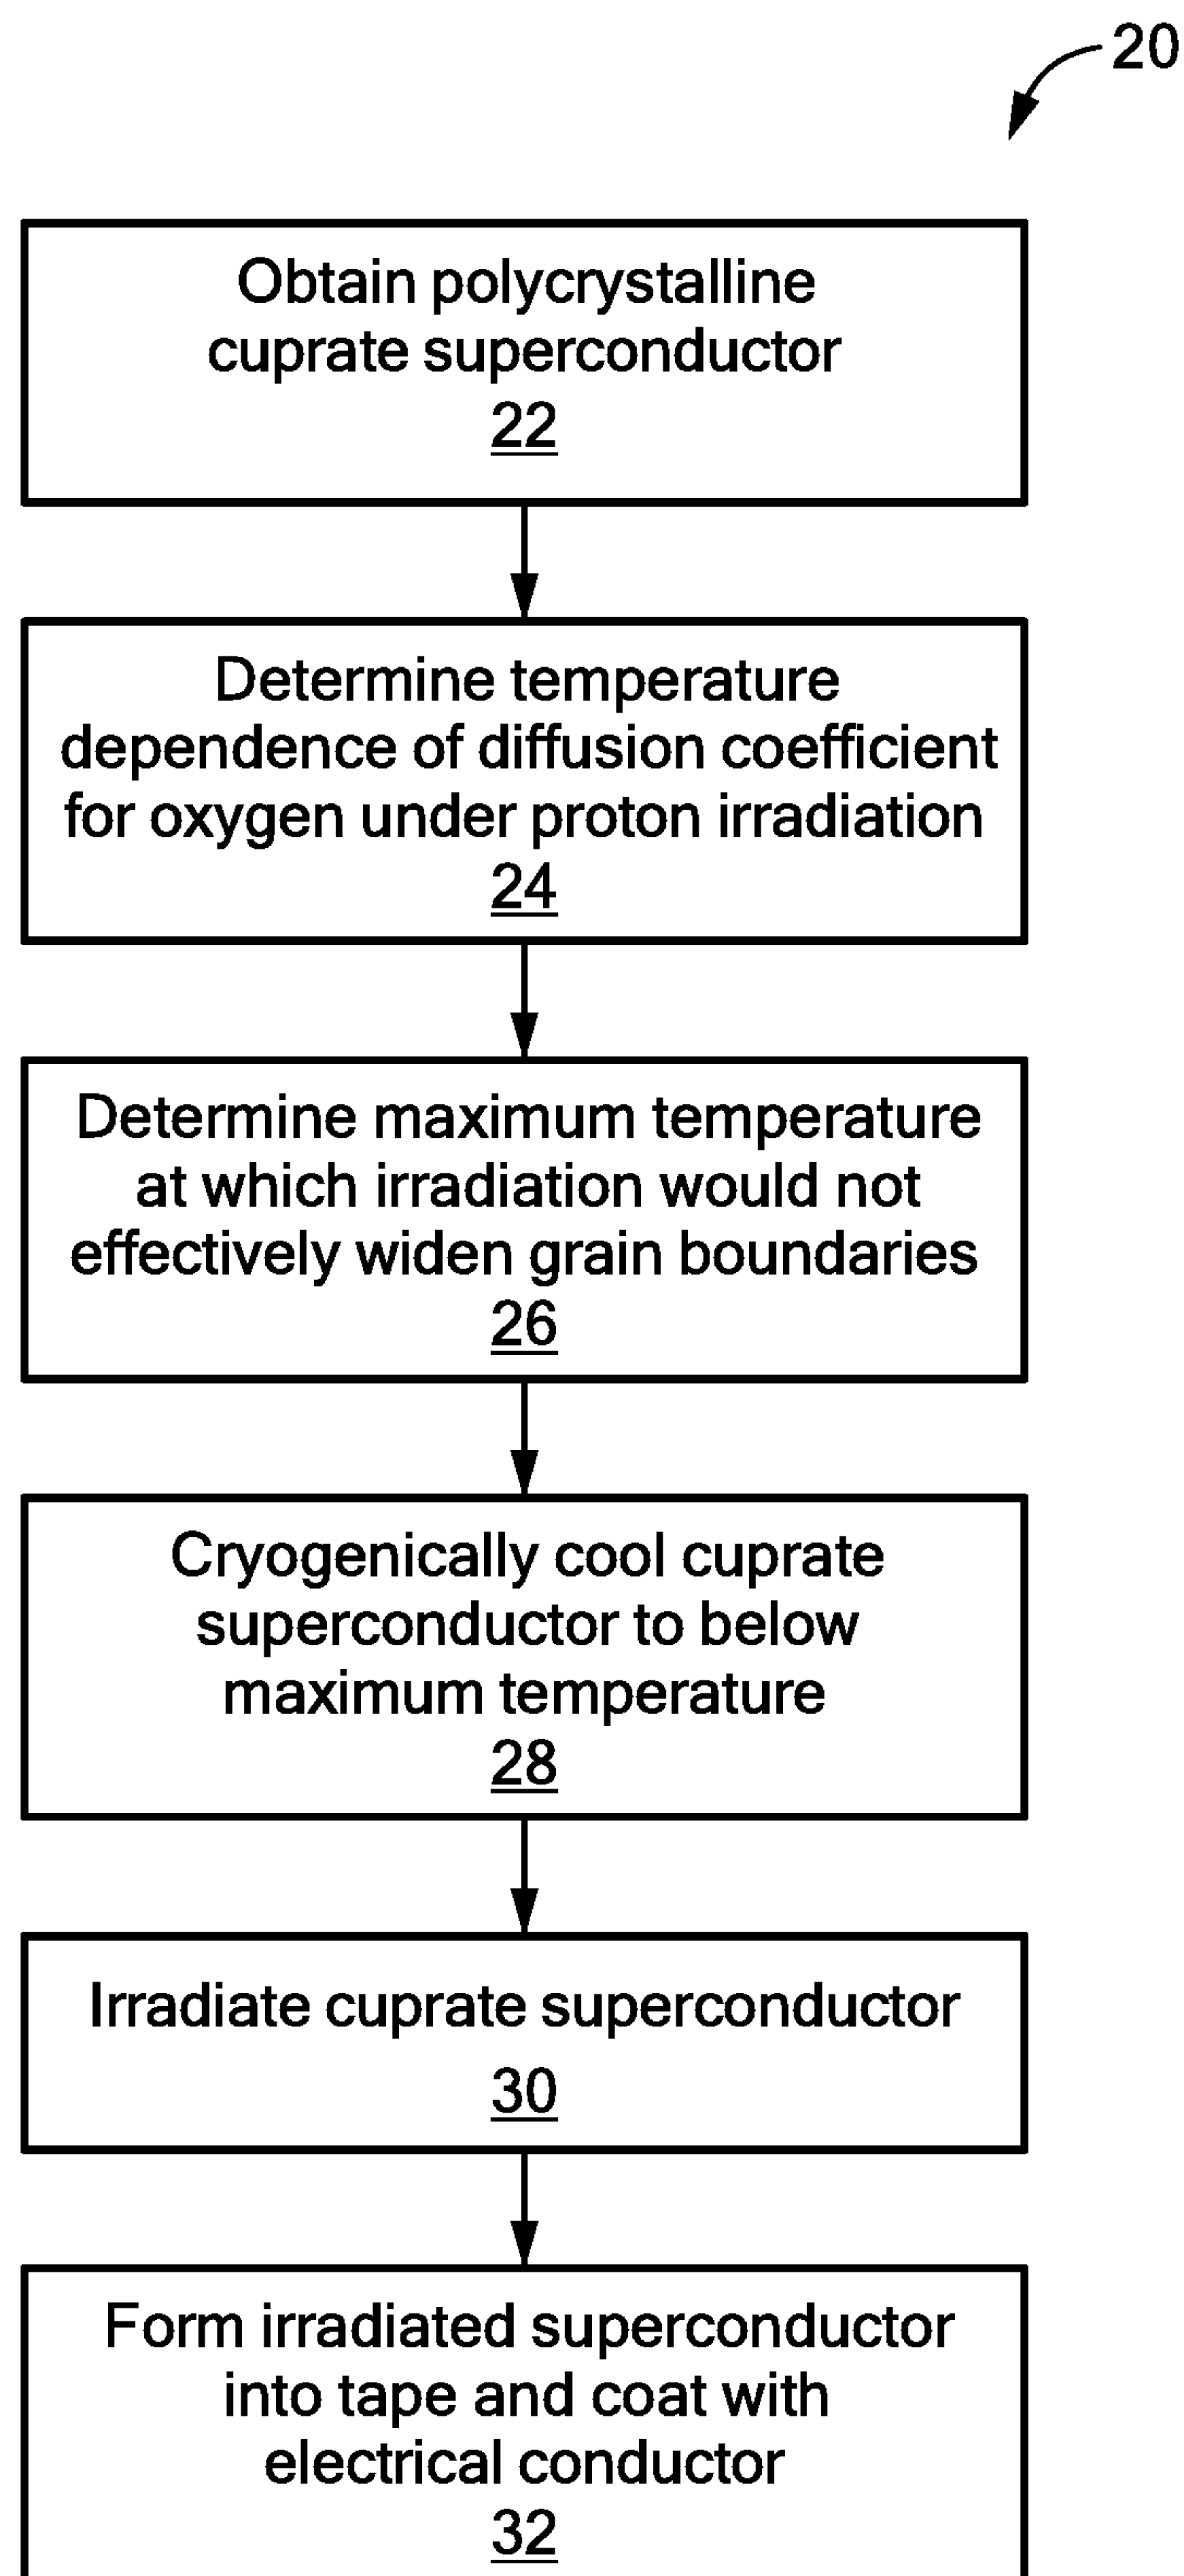 20
Obtain polycrystalline
cuprate superconductor
22
Determine temperature
dependence of diffusion coefficient
for oxygen under proton irradiation
24
Determine maximum temperature
at which irradiation would not
effectively widen grain boundaries
26
Cryogenically cool cuprate
superconductor to below
maximum temperature
28
Irradiate cuprate superconductor
30
Form irradiated superconductor
into tape and coat with
electrical conductor
32